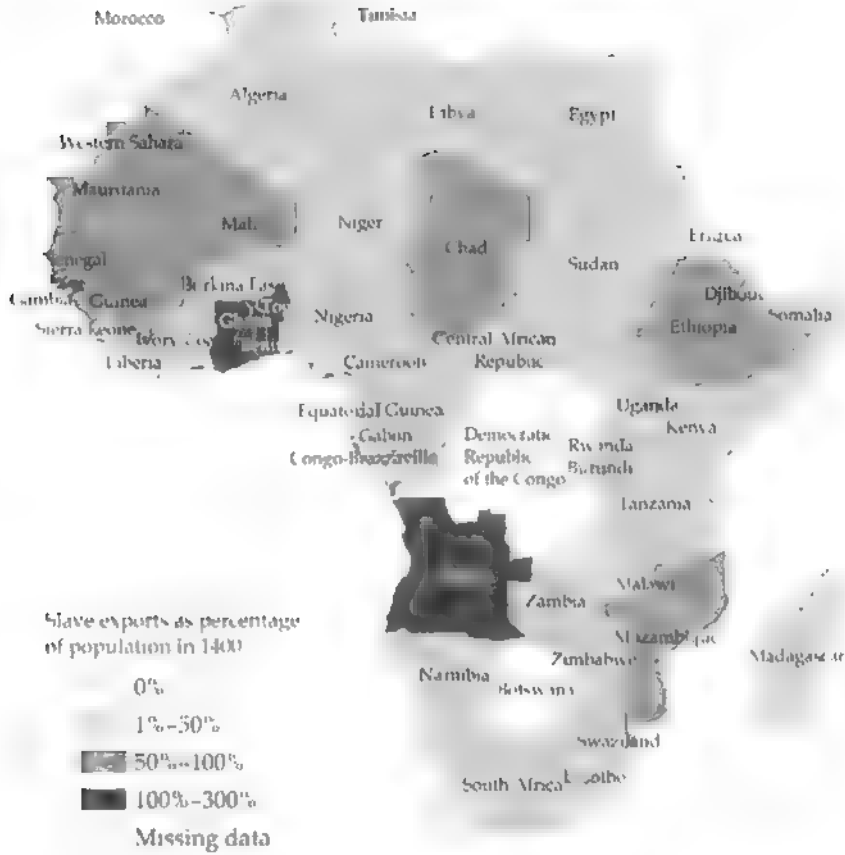 Morocco
Tunisia
Algeria
Libya
Egypt
Western Sahara
Mauritania
Mali
Niger
Chad
Sudan
Eritrea
Senegal
Burkina Faso
Djibouti
Gambia
Guinea
Nigeria
Ethiopia
Somalia
Sierra Leone
Ivory
Central African
Republic
Liberia
Cameroon
Uganda
Kenya
Equatorial Guinea
Gabon
Congo-Brazzaville
Democratic
Republic
of the Congo
Rwanda
Burundi
Tanzania
Malawi
Zambia
Mozambique
Zimbabwe
Madagascar
Namibia
Botswana
Swaziland
South Africa
Lesotho
Slave exports as percentage
of population in 1400
0%
1%–50%
50%–100%
100%–300%
Missing data